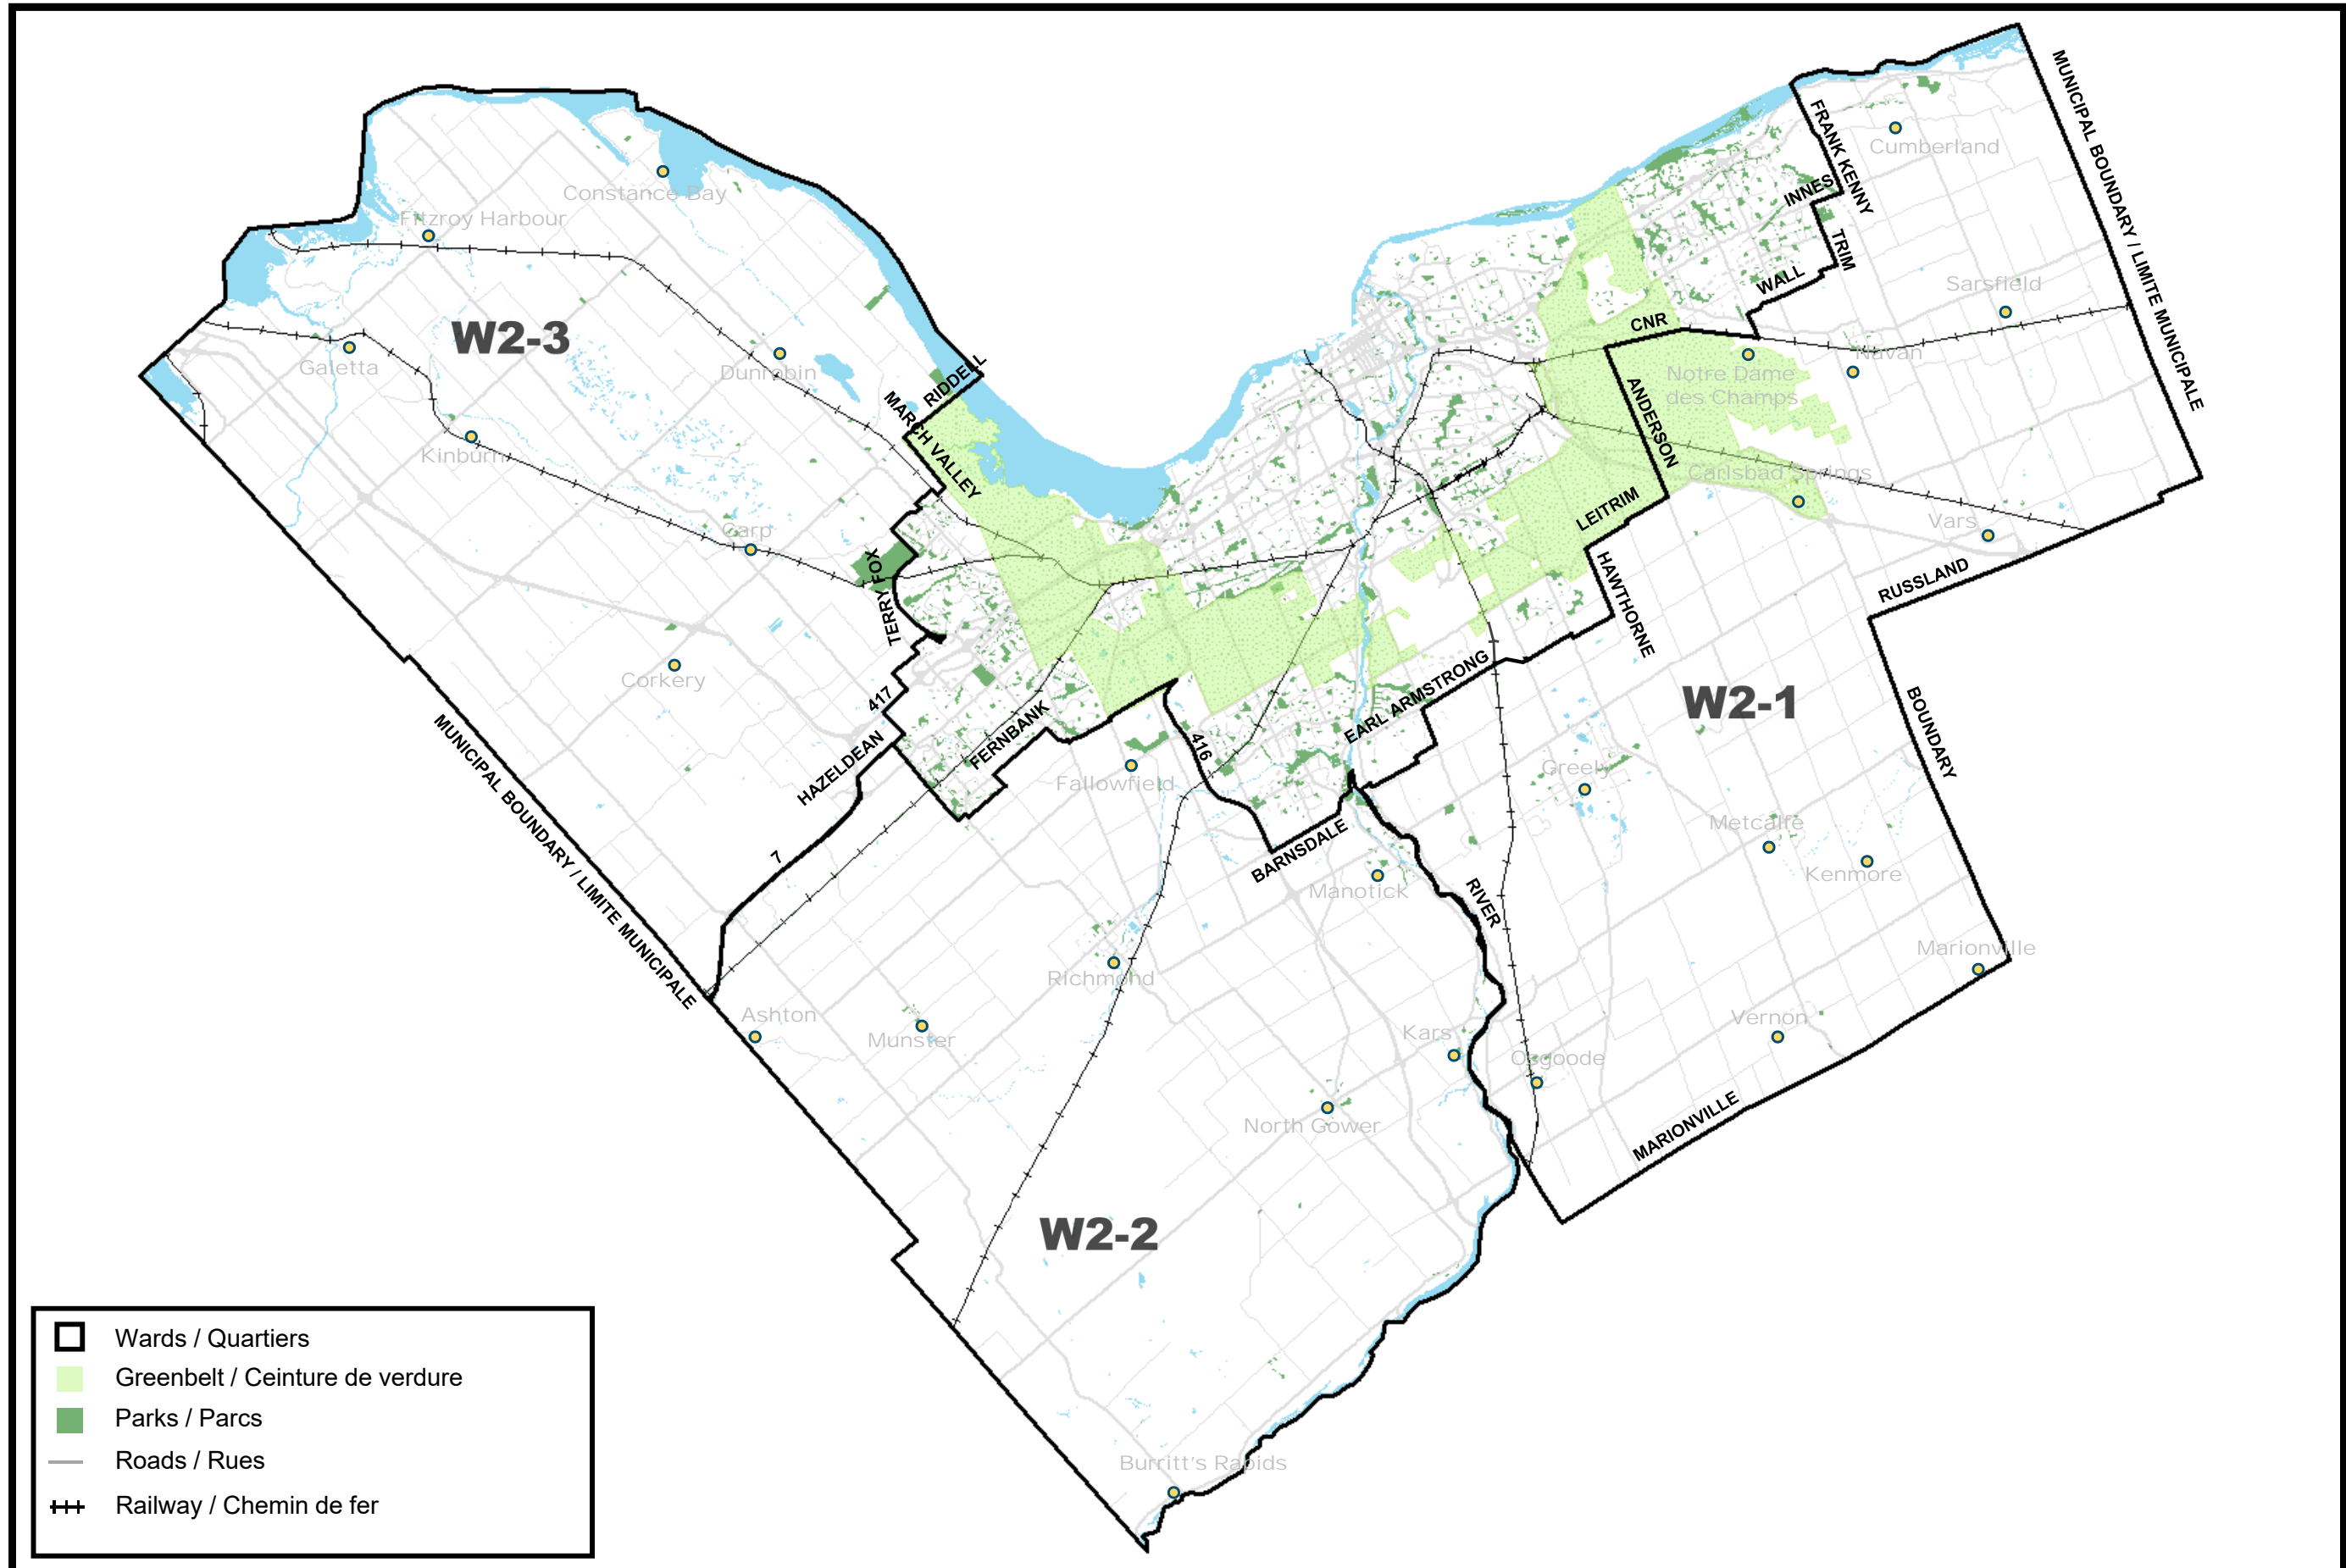 MUNICIPAL BOUNDARY / LIMITE MUNICIPALE
FRANK KENNY
Cumberland
INNES
Constance Bay
Fitzroy Harbour
TRIM
WALL
Sarsfield
CNR
W2-3
Galetta
Dunrobin
RIDDELL
Navan
Notre Dame
des Champs
MARCH VALLEY
ANDERSON
Kinburn
Carlsbad Springs
LEITRIM
Carp
Vars
TERRY FOX
HAWTHORNE
RUSSLAND
Corkery
417
EARL ARMSTRONG
W2-1
BOUNDARY
FERNBANK
HAZELDEAN
416
Fallowfield
Greely
MUNICIPAL BOUNDARY / LIMITE MUNICIPALE
7
BARNSDALE
Metcalfe
Kenmore
Manotick
RIVER
Marionville
Richmond
Ashton
Munster
Kars
Vernon
Osgoode
North Gower
MARIONVILLE
W2-2
Burritt's Rapids
Wards / Quartiers
Greenbelt / Ceinture de verdure
Parks / Parcs
Roads / Rues
Railway / Chemin de fer